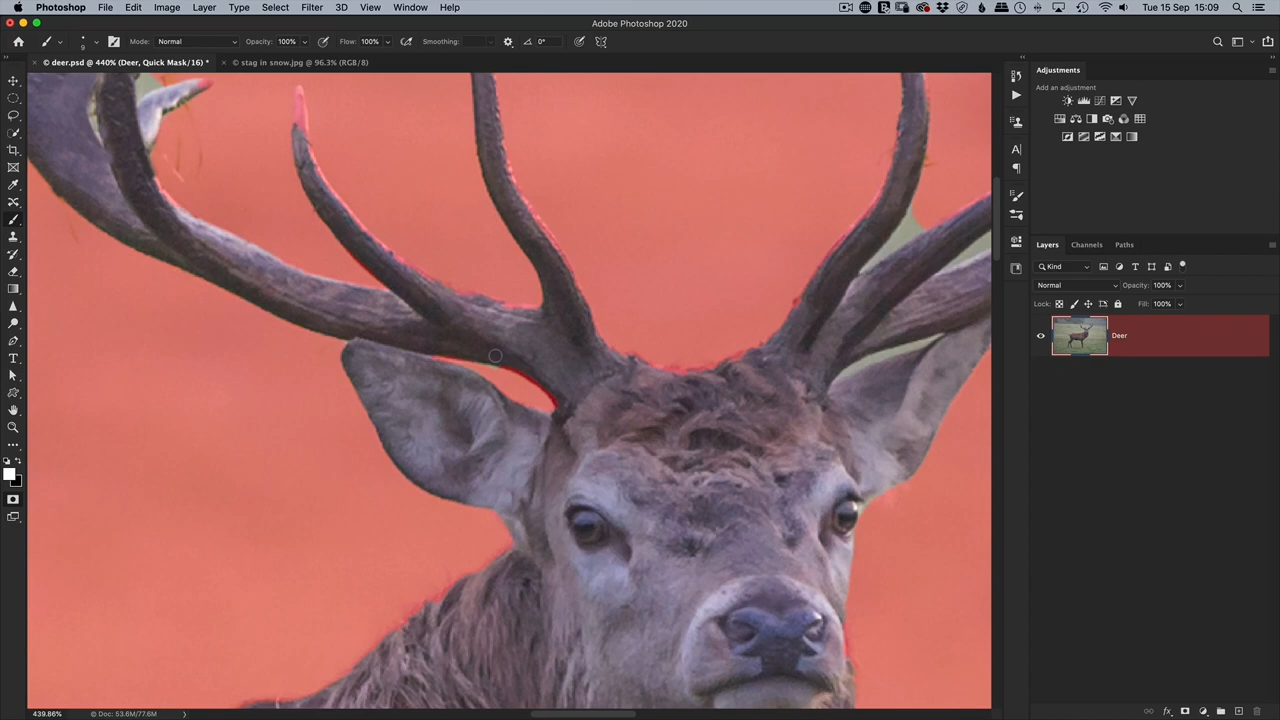 Photoshop File Edit Image Layer Type Select Filter 3D View Window Help
Tue 15 Sep 15:09
Adobe Photoshop 2020
9
Mode: Normal
Opacity: 100%
Flow: 100%
Smoothing:
0°
© deer.psd @ 440% (Deer, Quick Mask/16) *
© stag in snow.jpg @ 96.3% (RGB/8)
Adjustments
Add an adjustment
Layers Channels Paths
Kind
Normal Opacity: 100%
Lock: Fill: 100%
Deer
439.86% © Doc: 53.6M/77.6M